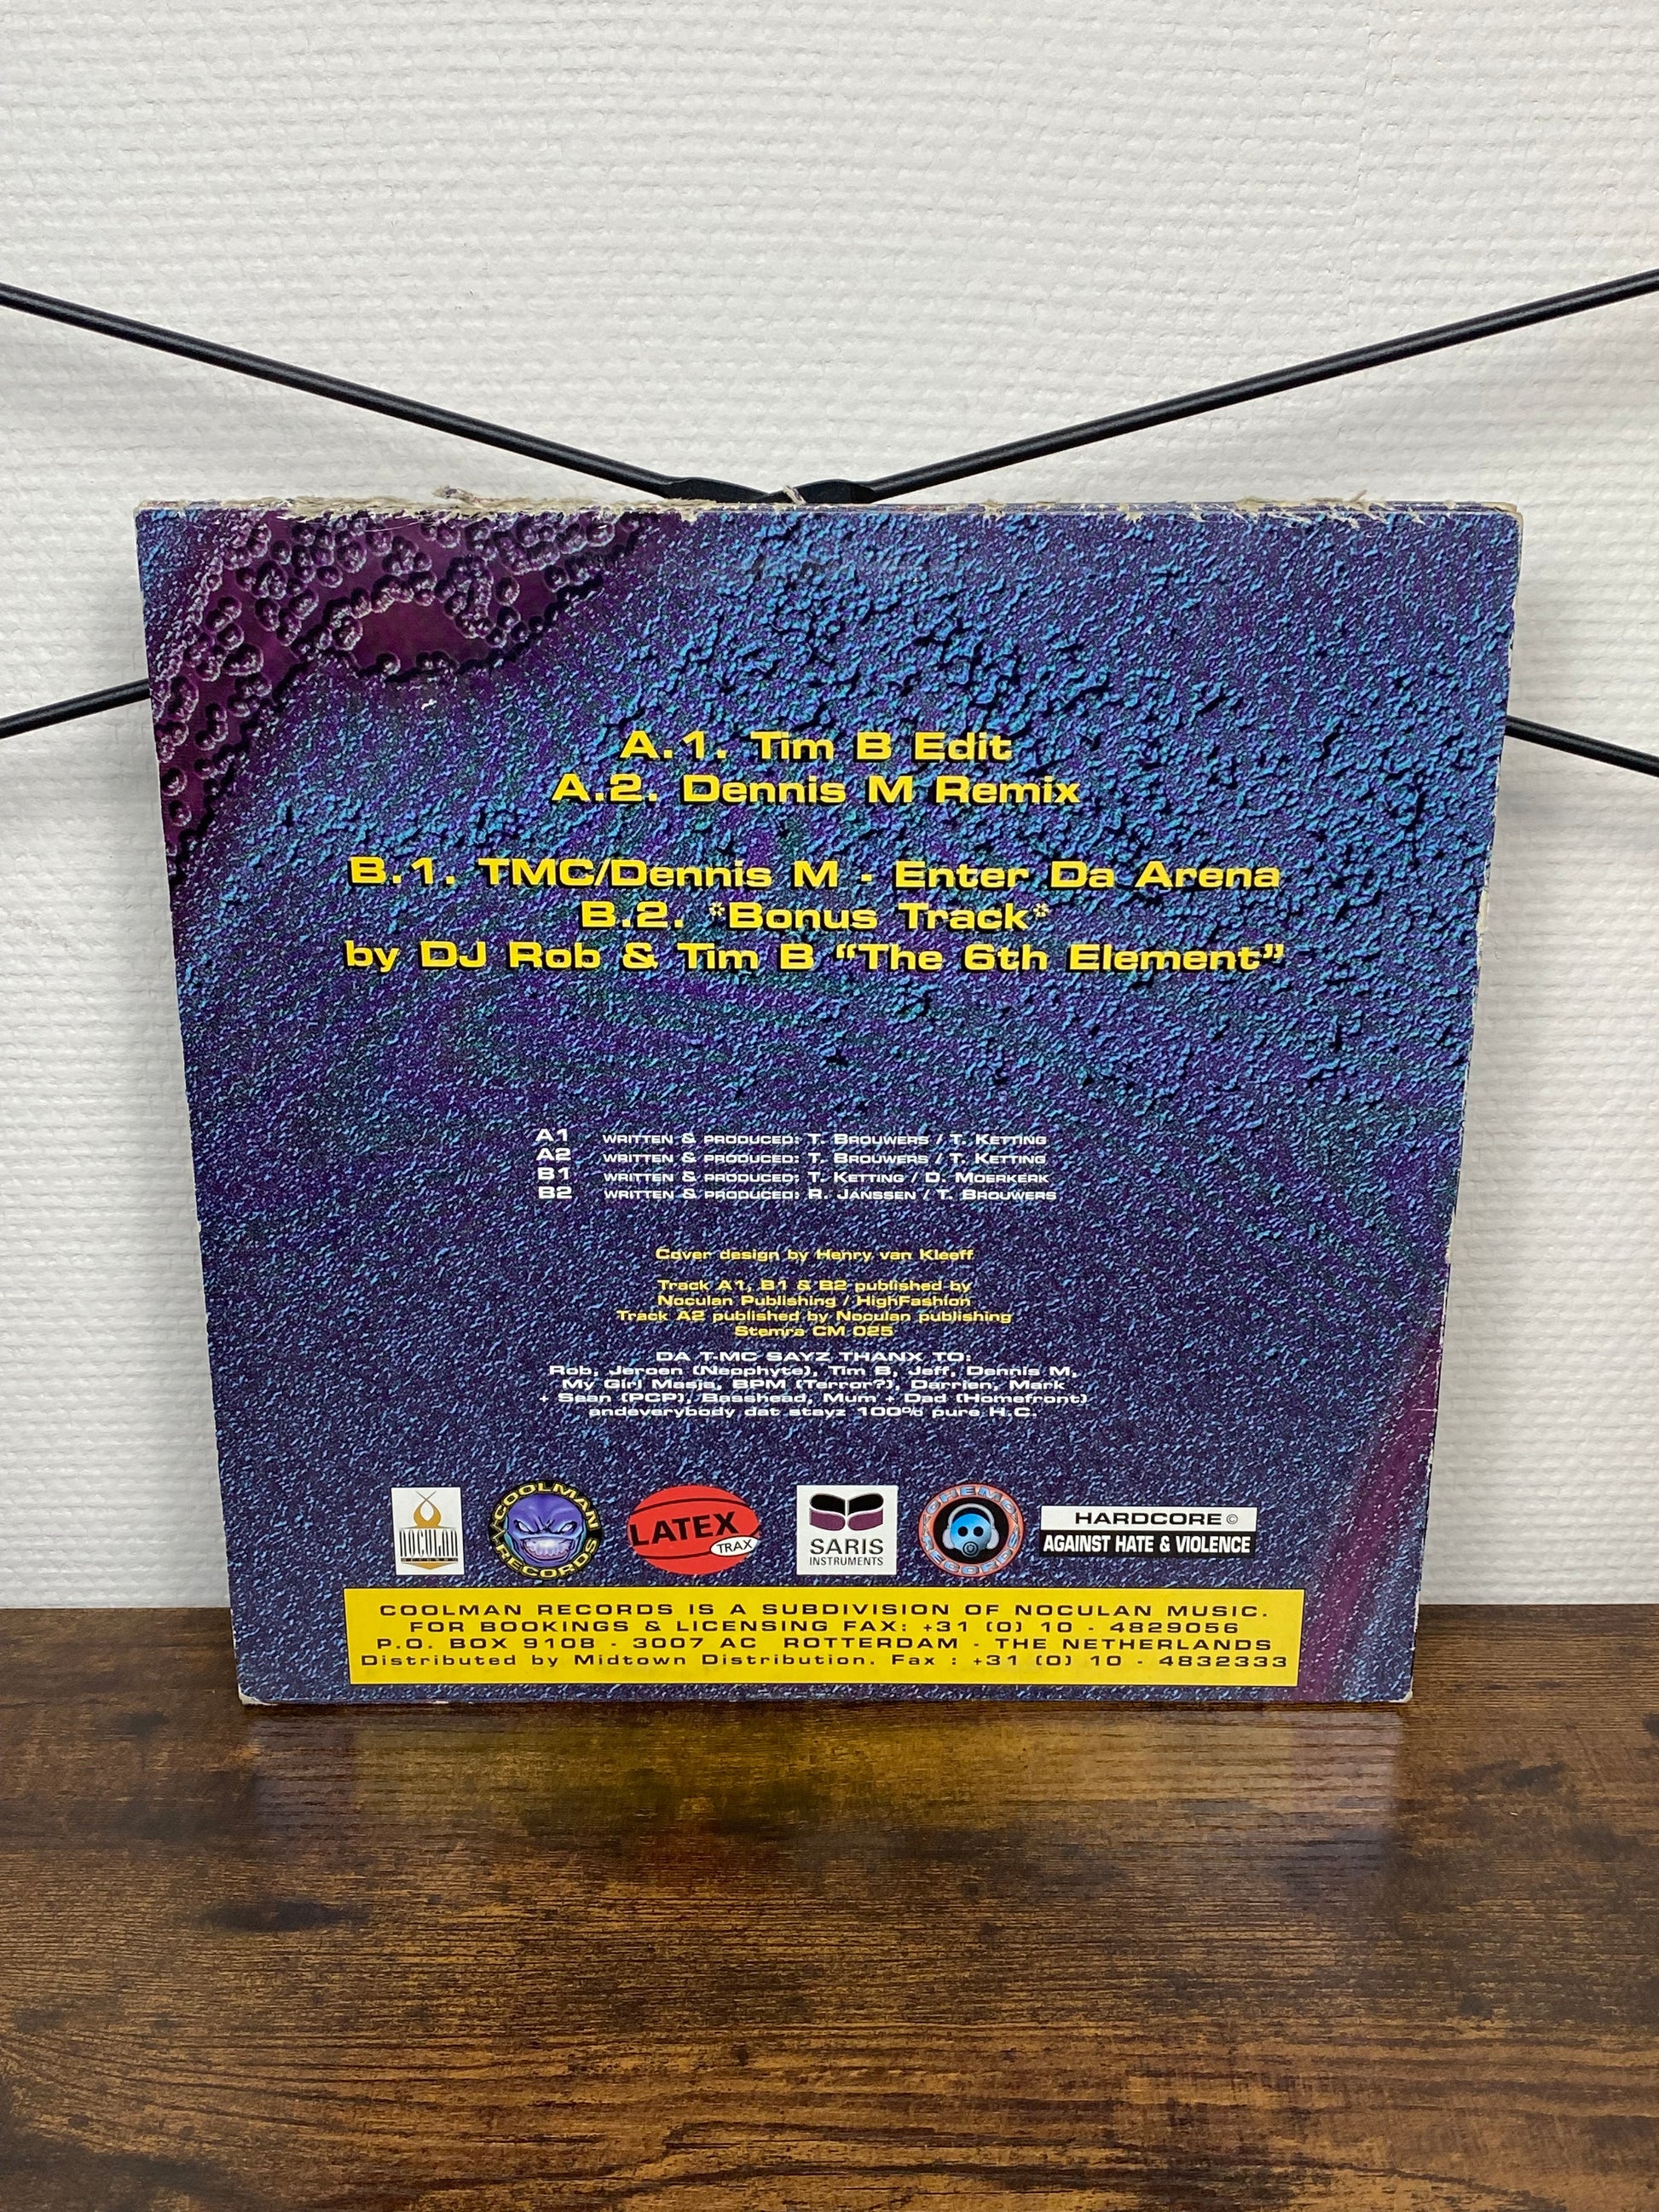 A.1. Tim B Edit
A.2. Dennis M Remix
B.1. TMC/Dennis M - Enter Da Arena
B.2. *Bonus Track*
by DJ Rob & Tim B “The 6th Element”
A1 WRITTEN & PRODUCED: T. BROUWERS / T. KETTING
A2 WRITTEN & PRODUCED: T. BROUWERS / T. KETTING
B1 WRITTEN & PRODUCED: T. KETTING / D. MOERKERK
B2 WRITTEN & PRODUCED: R. JANSSEN / T. BROUWERS
Cover design by Henry van Kleeff
Track A1, B1 & B2 published by
Noculan Publishing / HighFashion
Track A2 published by Noculan publishing
Stemra CM 025
DA T-MC SAYZ THANX TO:
Rob, Jeroen (Neophyte), Tim B, Jeff, Dennis M,
My Girl Masja, BPM (Terror?), Darrien, Mark
+ Sean (PCP), Basshead, Mum + Dad (Homefront)
andeverybody dat stayz 100% pure H.C.
NOCULAN
COOLMAN RECORDS
LATEX TRAX
SARIS
INSTRUMENTS
RECORDS
HARDCORE ©
AGAINST HATE & VIOLENCE
COOLMAN RECORDS IS A SUBDIVISION OF NOCULAN MUSIC.
FOR BOOKINGS & LICENSING FAX: +31 (0) 10 - 4829056
P.O. BOX 9108 - 3007 AC ROTTERDAM - THE NETHERLANDS
Distributed by Midtown Distribution. Fax : +31 (0) 10 - 4832333